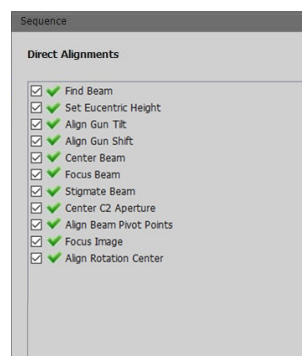 Sequence
Direct Alignments
Find Beam
Set Eucentric Height
Align Gun Tilt
Align Gun Shift
Center Beam
Focus Beam
Stigmate Beam
Center C2 Aperture
Align Beam Pivot Points
Focus Image
Align Rotation Center